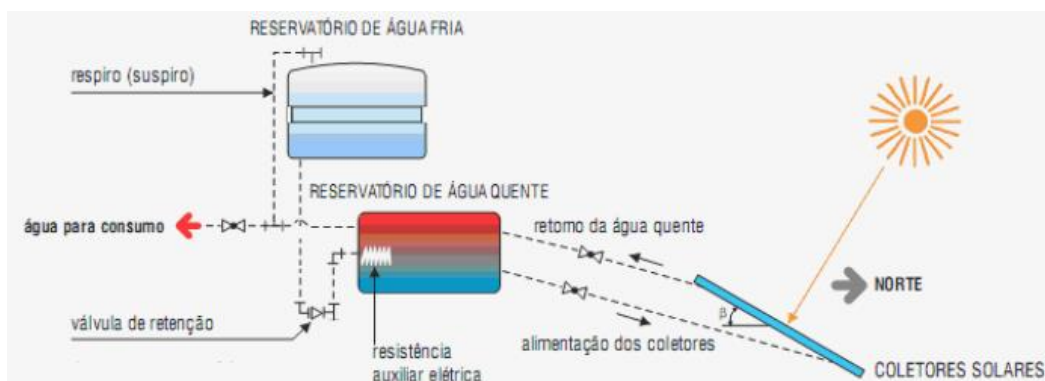 RESERVATÓRIO DE ÁGUA FRIA
respiro (suspiro)
RESERVATÓRIO DE ÁGUA QUENTE
água para consumo
retorno da água quente
NORTE
β
válvula de retenção
resistência
auxiliar elétrica
alimentação dos coletores
COLETORES SOLARES